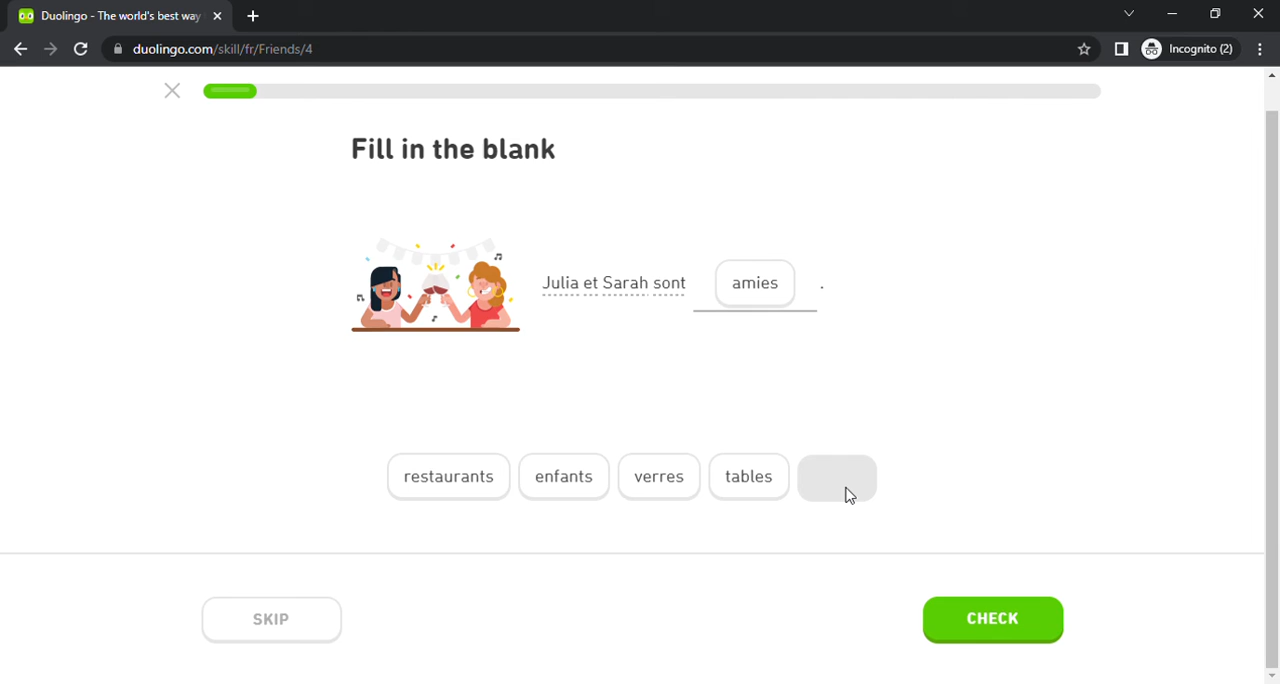 Duolingo - The world's best way
duolingo.com/skill/fr/Friends/4
Incognito (2)
Fill in the blank
Julia et Sarah sont amies .
restaurants enfants verres tables
SKIP CHECK